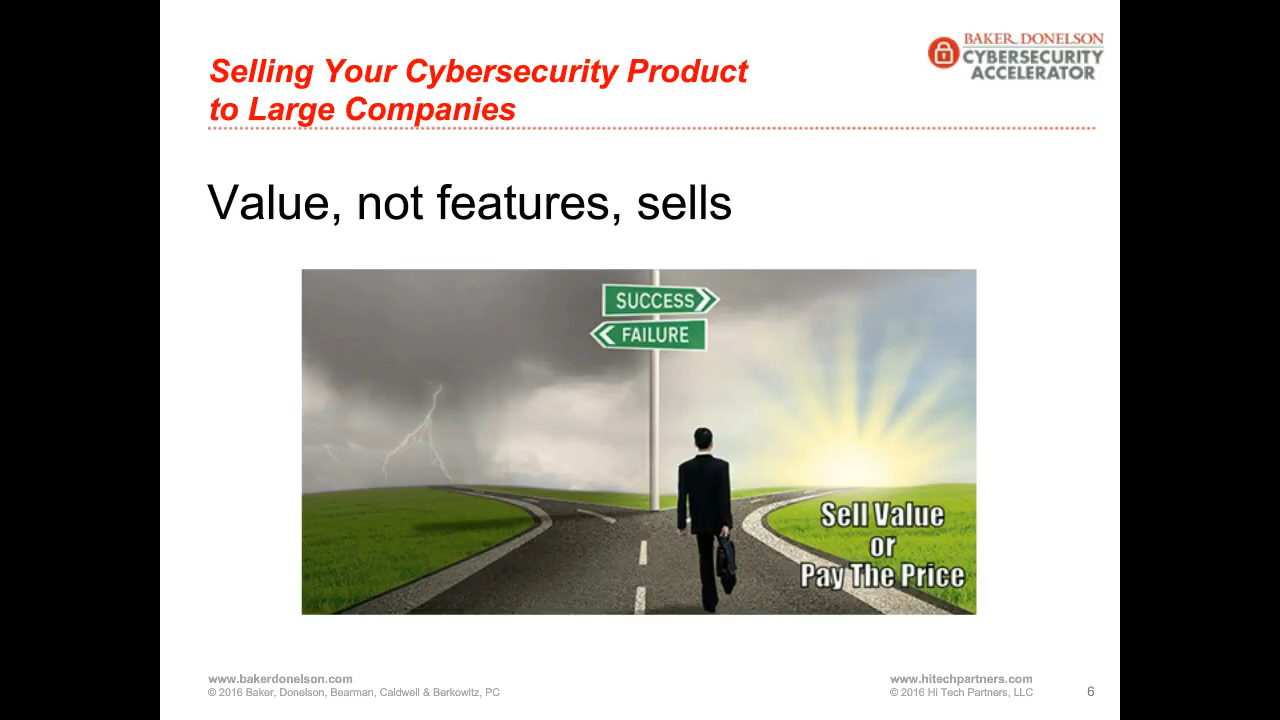 Selling Your Cybersecurity Product
to Large Companies
BAKER DONELSON
CYBERSECURITY
ACCELERATOR
Value, not features, sells
SUCCESS
FAILURE
Sell Value
or
Pay The Price
www.bakerdonelson.com
© 2016 Baker, Donelson, Bearman, Caldwell & Berkowitz, PC
www.hitechpartners.com
© 2016 Hi Tech Partners, LLC
6